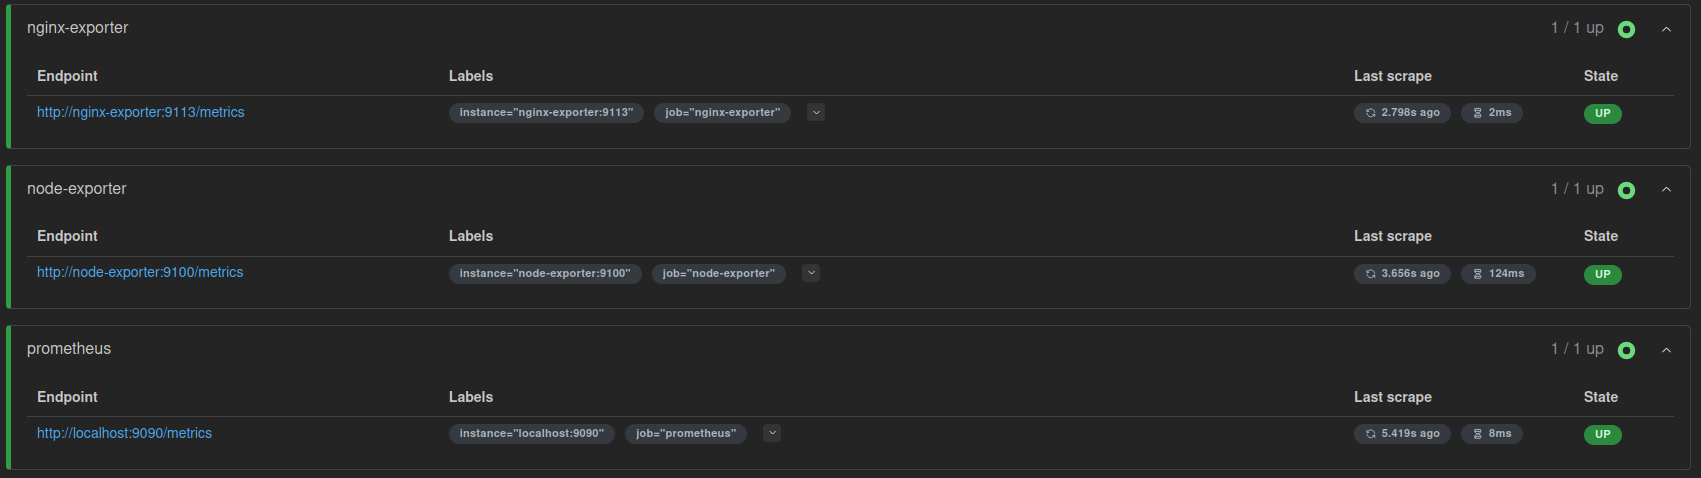 nginx-exporter 1 / 1 up
Endpoint Labels Last scrape State
http://nginx-exporter:9113/metrics instance="nginx-exporter:9113" job="nginx-exporter" 2.798s ago 2ms UP
node-exporter 1 / 1 up
Endpoint Labels Last scrape State
http://node-exporter:9100/metrics instance="node-exporter:9100" job="node-exporter" 3.656s ago 124ms UP
prometheus 1 / 1 up
Endpoint Labels Last scrape State
http://localhost:9090/metrics instance="localhost:9090" job="prometheus" 5.419s ago 8ms UP